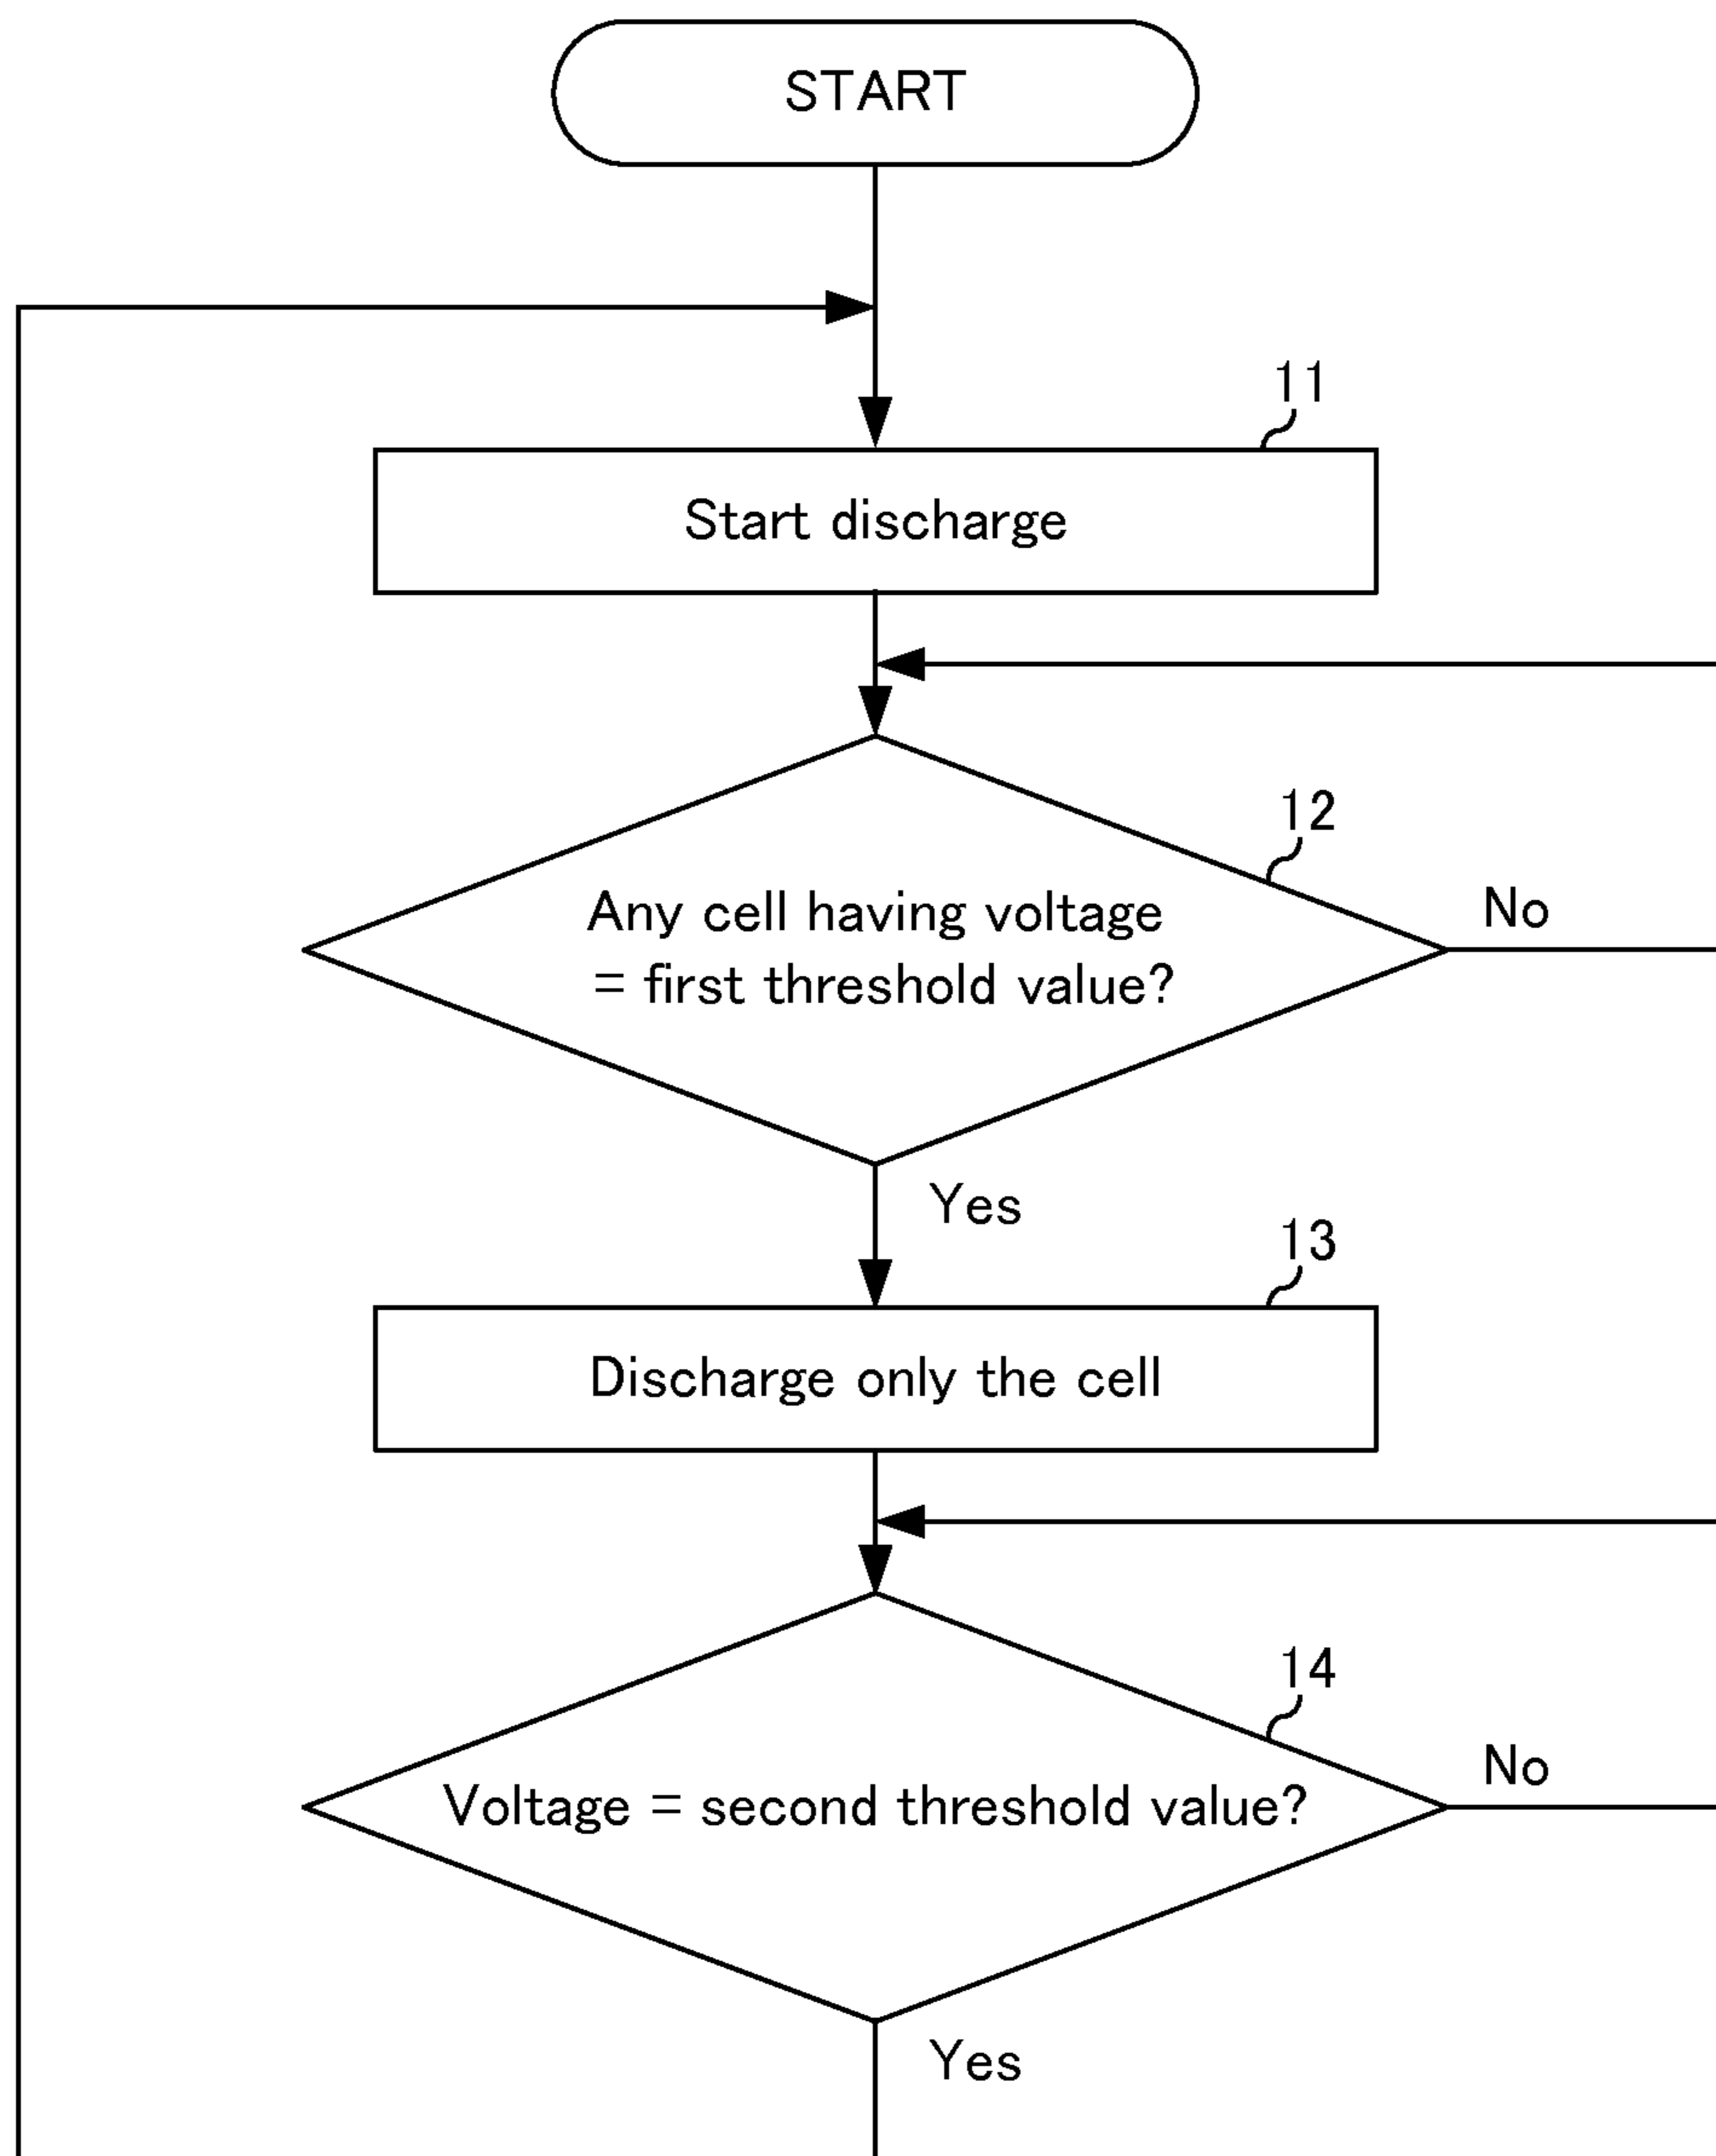 START
11
Start discharge
12
Any cell having voltage
= first threshold value?
No
Yes
13
Discharge only the cell
14
Voltage = second threshold value?
No
Yes